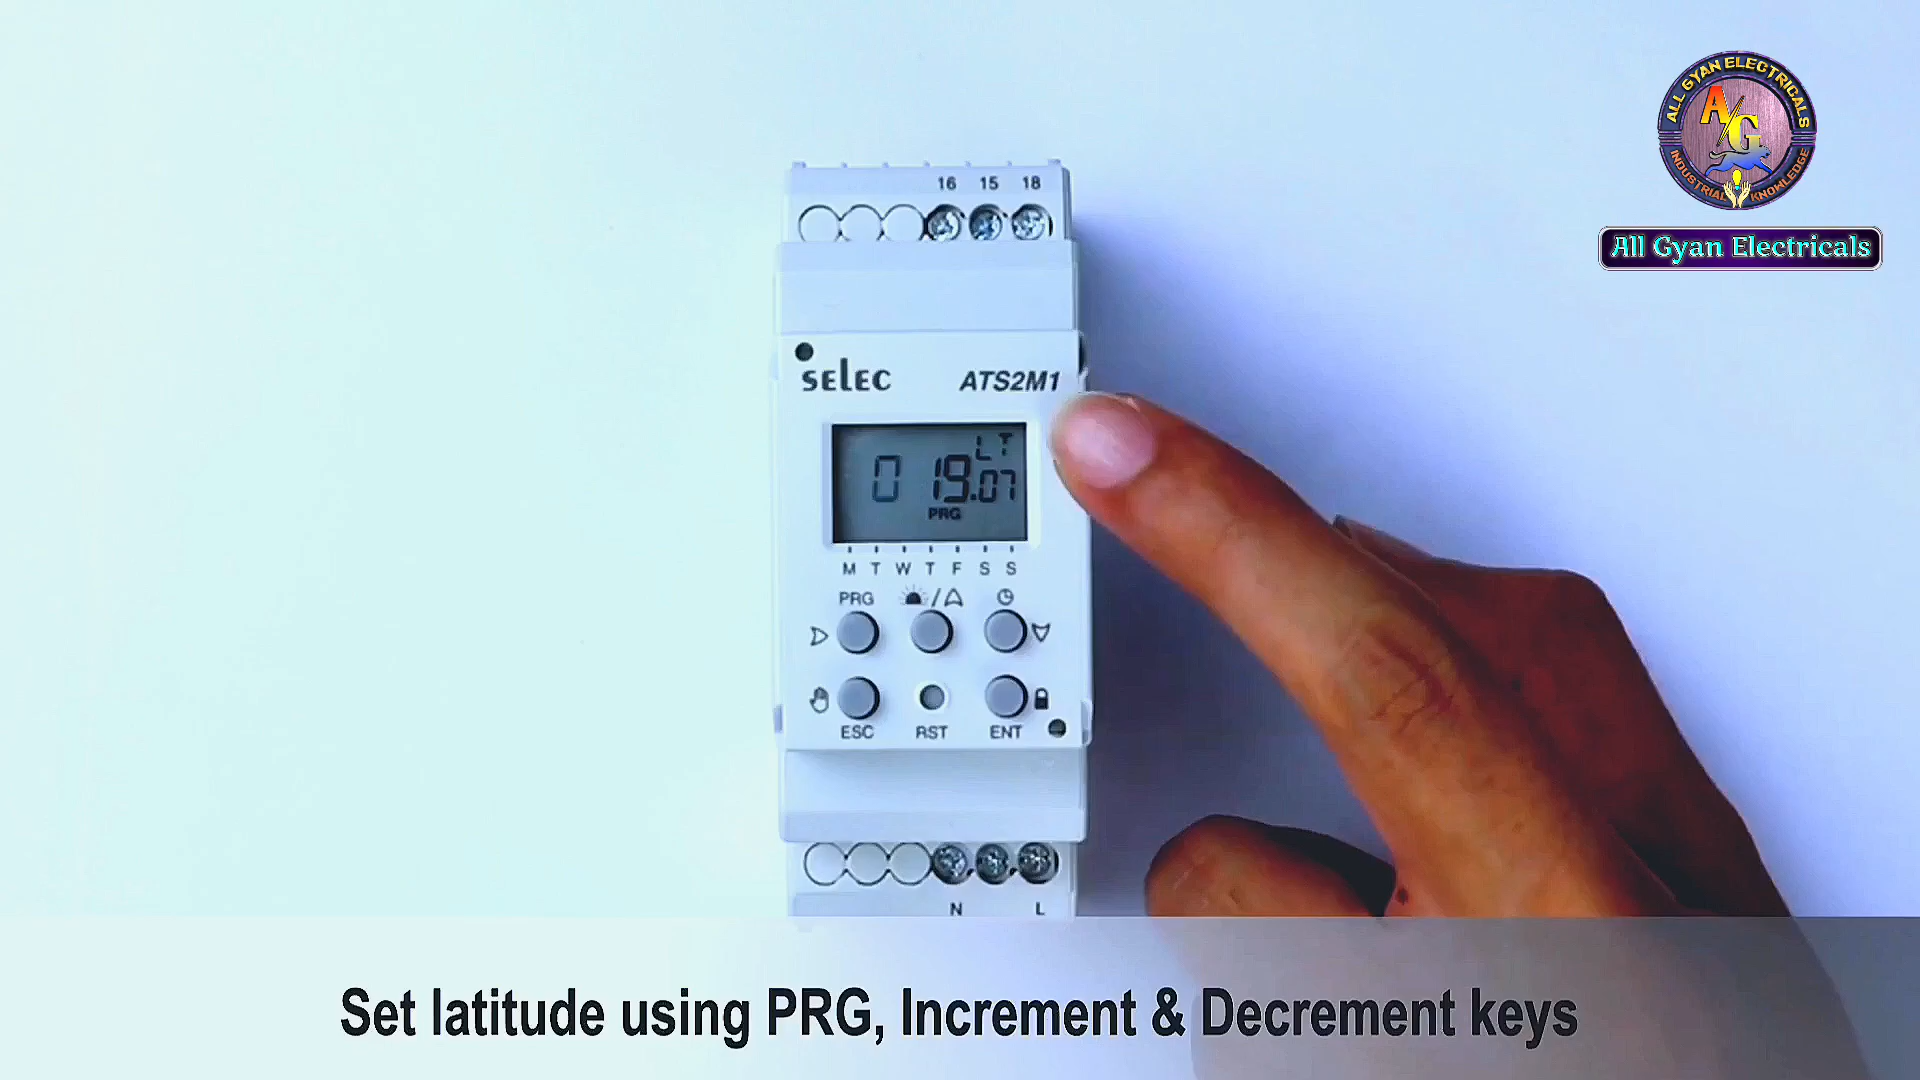 ALL GYAN ELECTRICALS
A/G
INDUSTRIAL KNOWLEDGE
All Gyan Electricals
16 15 18
selec ATS2M1
LT
0 19.07
PRG
M T W T F S S
PRG
ESC RST ENT
N L
Set latitude using PRG, Increment & Decrement keys